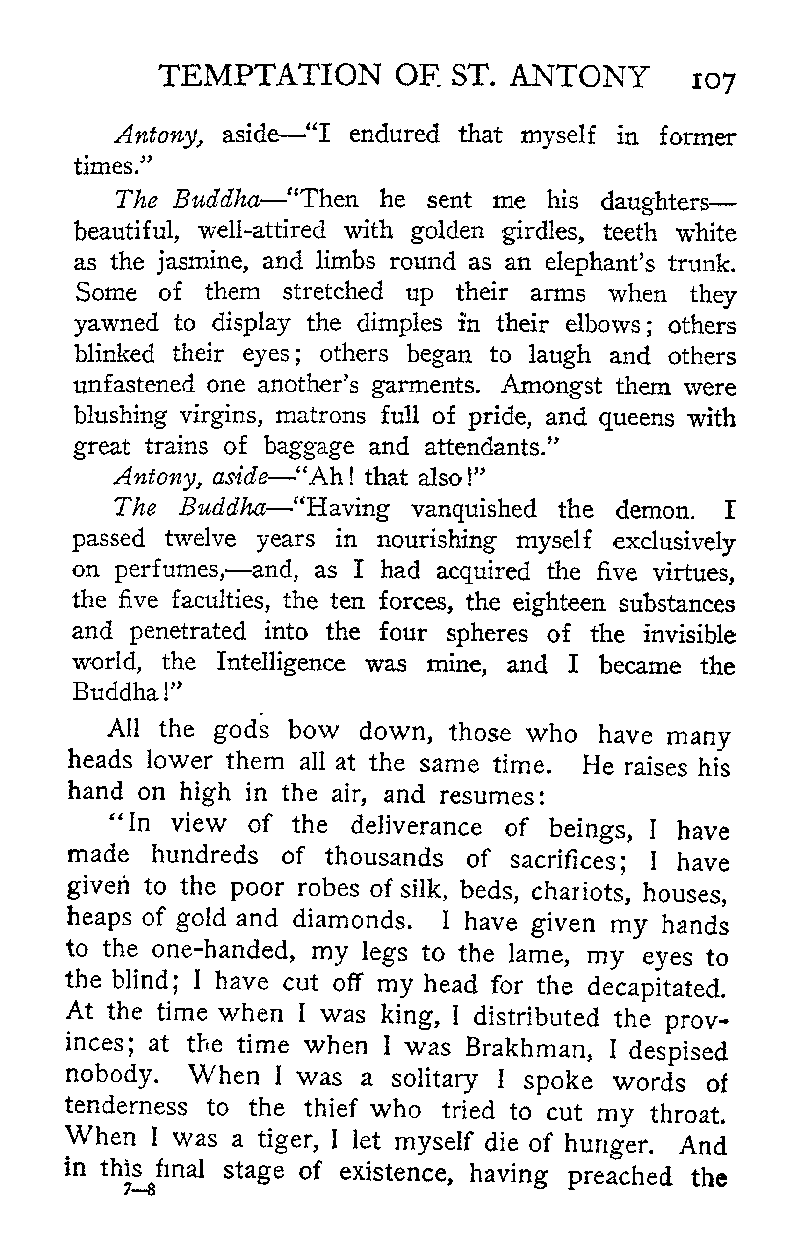 TEMPTATION OF ST. ANTONY 107
Antony, aside—“I endured that myself in former
times.”
The Buddha—“Then he sent me his daughters—
beautiful, well-attired with golden girdles, teeth white
as the jasmine, and limbs round as an elephant’s trunk.
Some of them stretched up their arms when they
yawned to display the dimples in their elbows; others
blinked their eyes; others began to laugh and others
unfastened one another’s garments. Amongst them were
blushing virgins, matrons full of pride, and queens with
great trains of baggage and attendants.”
Antony, aside—“Ah! that also!”
The Buddha—“Having vanquished the demon. I
passed twelve years in nourishing myself exclusively
on perfumes,—and, as I had acquired the five virtues,
the five faculties, the ten forces, the eighteen substances
and penetrated into the four spheres of the invisible
world, the Intelligence was mine, and I became the
Buddha!”
All the gods bow down, those who have many
heads lower them all at the same time. He raises his
hand on high in the air, and resumes:
“In view of the deliverance of beings, I have
made hundreds of thousands of sacrifices; I have
given to the poor robes of silk, beds, chariots, houses,
heaps of gold and diamonds. I have given my hands
to the one-handed, my legs to the lame, my eyes to
the blind; I have cut off my head for the decapitated.
At the time when I was king, I distributed the prov-
inces; at the time when I was Brakhman, I despised
nobody. When I was a solitary I spoke words of
tenderness to the thief who tried to cut my throat.
When I was a tiger, I let myself die of hunger. And
in this final stage of existence, having preached the
7—8